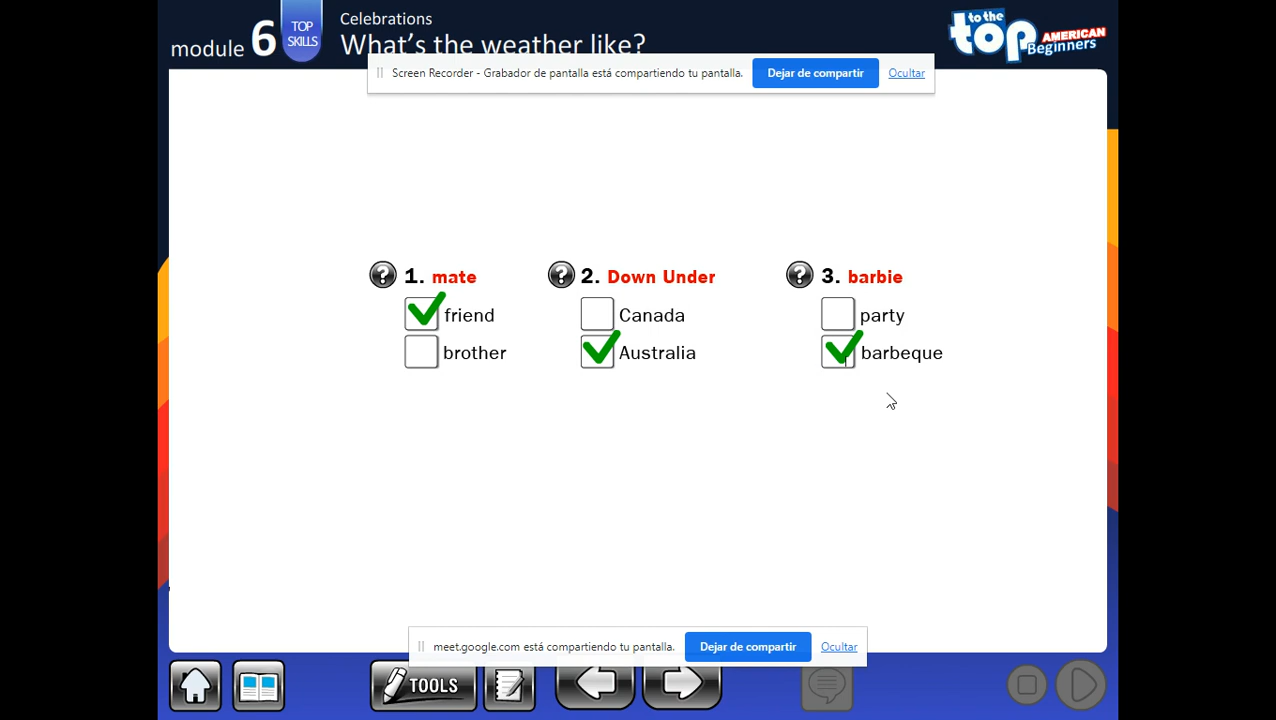 module 6
TOP
SKILLS
Celebrations
What's the weather like?
to the
top
AMERICAN
Beginners
Screen Recorder - Grabador de pantalla está compartiendo tu pantalla.
Dejar de compartir
Ocultar
1. mate
friend
brother
2. Down Under
Canada
Australia
3. barbie
party
barbeque
meet.google.com está compartiendo tu pantalla.
Dejar de compartir
Ocultar
TOOLS